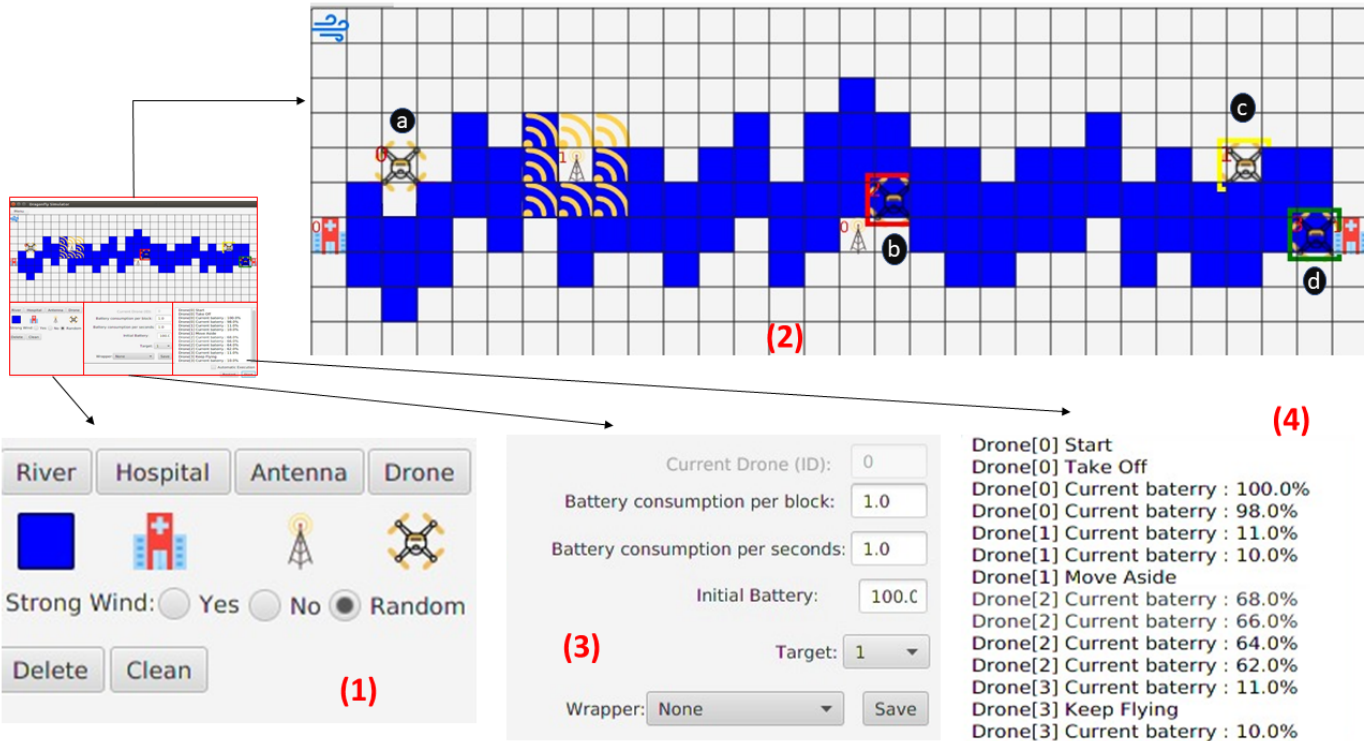 a
c
0
1
1
b
0
0
d
(2)
Dragonfly Simulator
River
Hospital
Antenna
Drone
Strong Wind:
Yes
No
Random
Delete
Clean
(1)
Current Drone (ID): 0
Battery consumption per block: 1.0
Battery consumption per seconds: 1.0
Initial Battery: 100.0
(3)
Target: 1
Wrapper: None
Save
(4)
Drone[0] Start
Drone[0] Take Off
Drone[0] Current baterry : 100.0%
Drone[0] Current baterry : 98.0%
Drone[1] Current baterry : 11.0%
Drone[1] Current baterry : 10.0%
Drone[1] Move Aside
Drone[2] Current baterry : 68.0%
Drone[2] Current baterry : 66.0%
Drone[2] Current baterry : 64.0%
Drone[2] Current baterry : 62.0%
Drone[3] Current baterry : 11.0%
Drone[3] Keep Flying
Drone[3] Current baterry : 10.0%